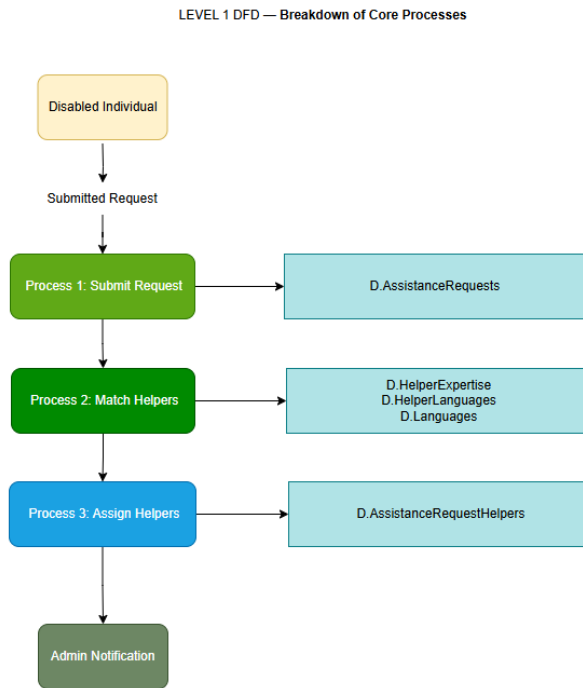 LEVEL 1 DFD — Breakdown of Core Processes
Disabled Individual
Submitted Request
Process 1: Submit Request
D.AssistanceRequests
Process 2: Match Helpers
D.HelperExpertise
D.HelperLanguages
D.Languages
Process 3: Assign Helpers
D.AssistanceRequestHelpers
Admin Notification